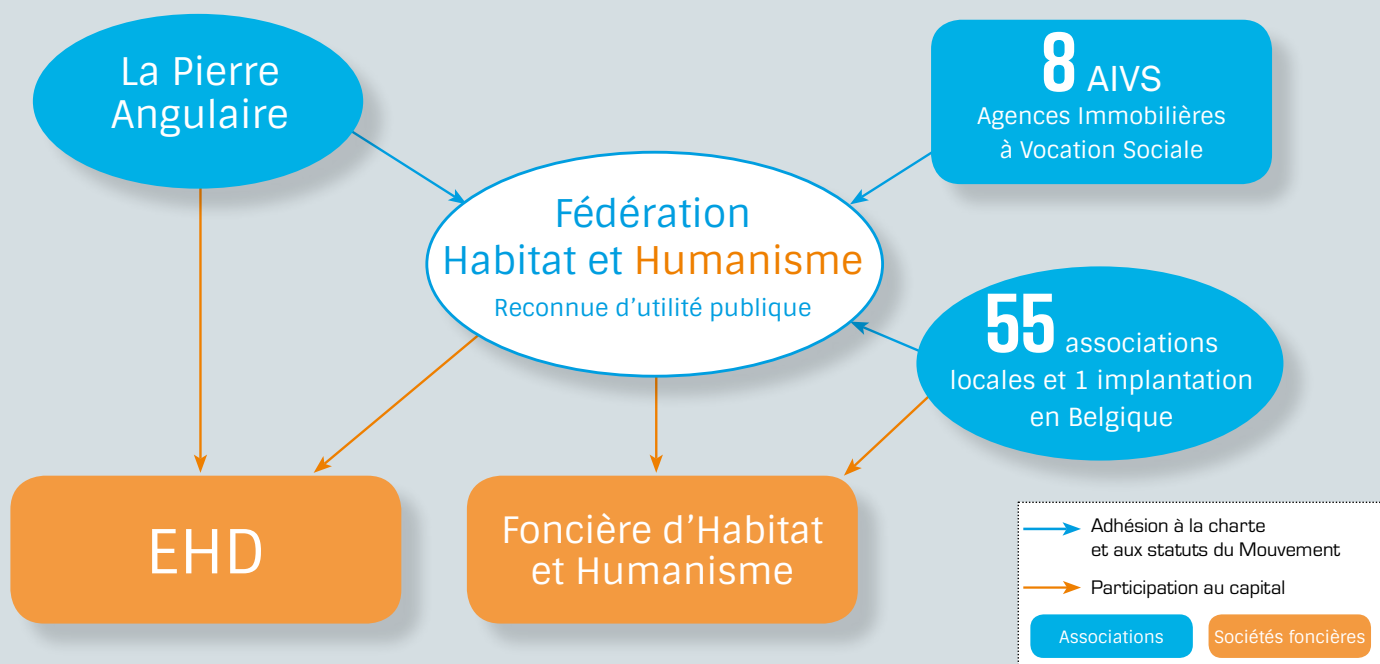 La Pierre
Angulaire
8 AIVS
Agences Immobilières
à Vocation Sociale
Fédération
Habitat et Humanisme
Reconnue d'utilité publique
55 associations
locales et 1 implantation
en Belgique
EHD
Foncière d'Habitat
et Humanisme
Adhésion à la charte
et aux statuts du Mouvement
Participation au capital
Associations
Sociétés foncières